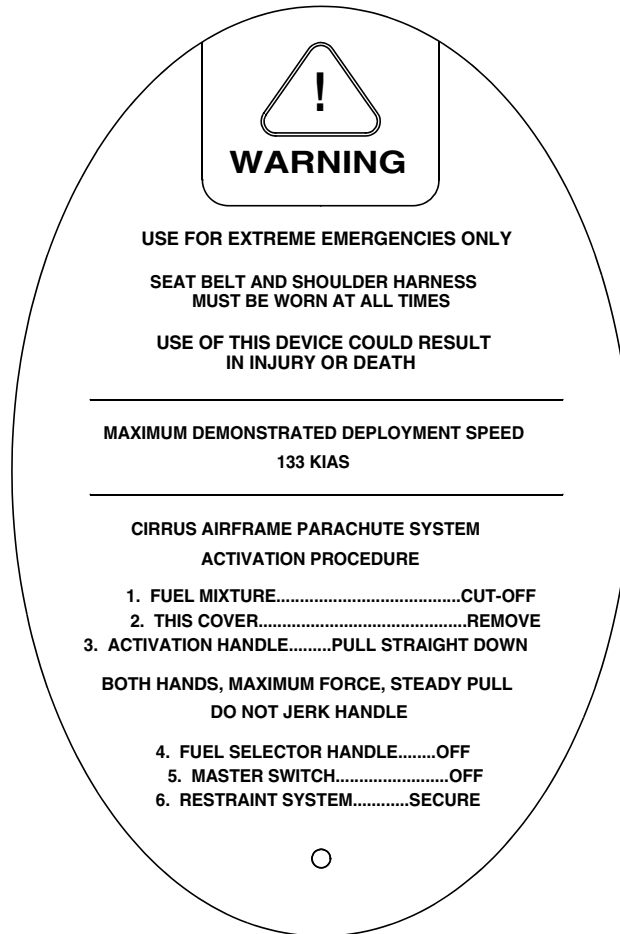 !
WARNING
USE FOR EXTREME EMERGENCIES ONLY
SEAT BELT AND SHOULDER HARNESS
MUST BE WORN AT ALL TIMES
USE OF THIS DEVICE COULD RESULT
IN INJURY OR DEATH
MAXIMUM DEMONSTRATED DEPLOYMENT SPEED
133 KIAS
CIRRUS AIRFRAME PARACHUTE SYSTEM
ACTIVATION PROCEDURE
1. FUEL MIXTURE.......................................CUT-OFF
2. THIS COVER............................................REMOVE
3. ACTIVATION HANDLE.........PULL STRAIGHT DOWN
BOTH HANDS, MAXIMUM FORCE, STEADY PULL
DO NOT JERK HANDLE
4. FUEL SELECTOR HANDLE........OFF
5. MASTER SWITCH........................OFF
6. RESTRAINT SYSTEM............SECURE